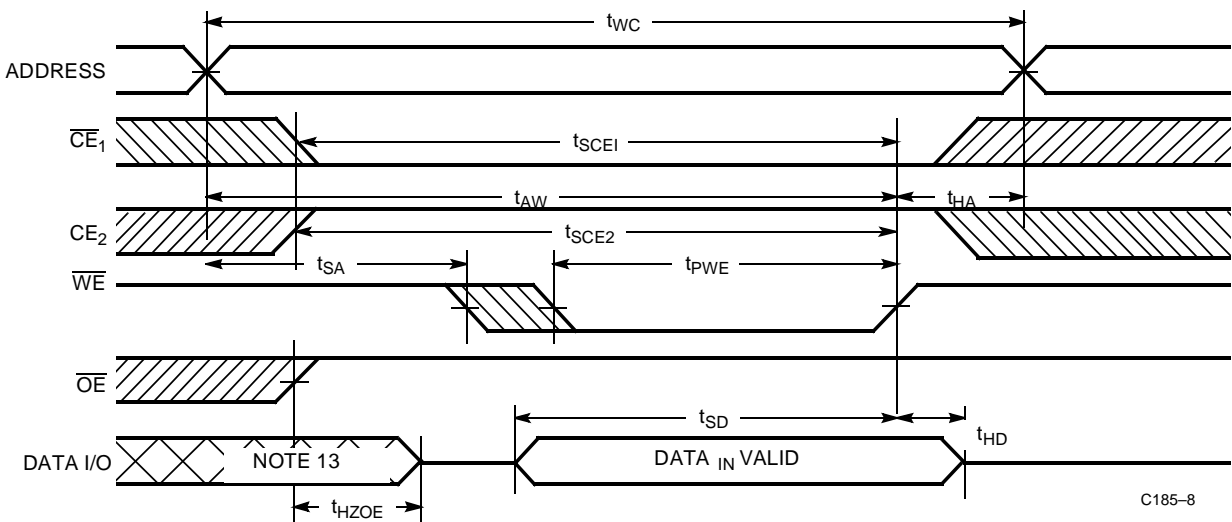 tWC
ADDRESS
CE1
tSCEI
tAW
tHA
CE2
tSCE2
tSA
tPWE
WE
OE
tSD
tHD
DATA I/O
NOTE 13
DATA IN VALID
tHZOE
C185–8